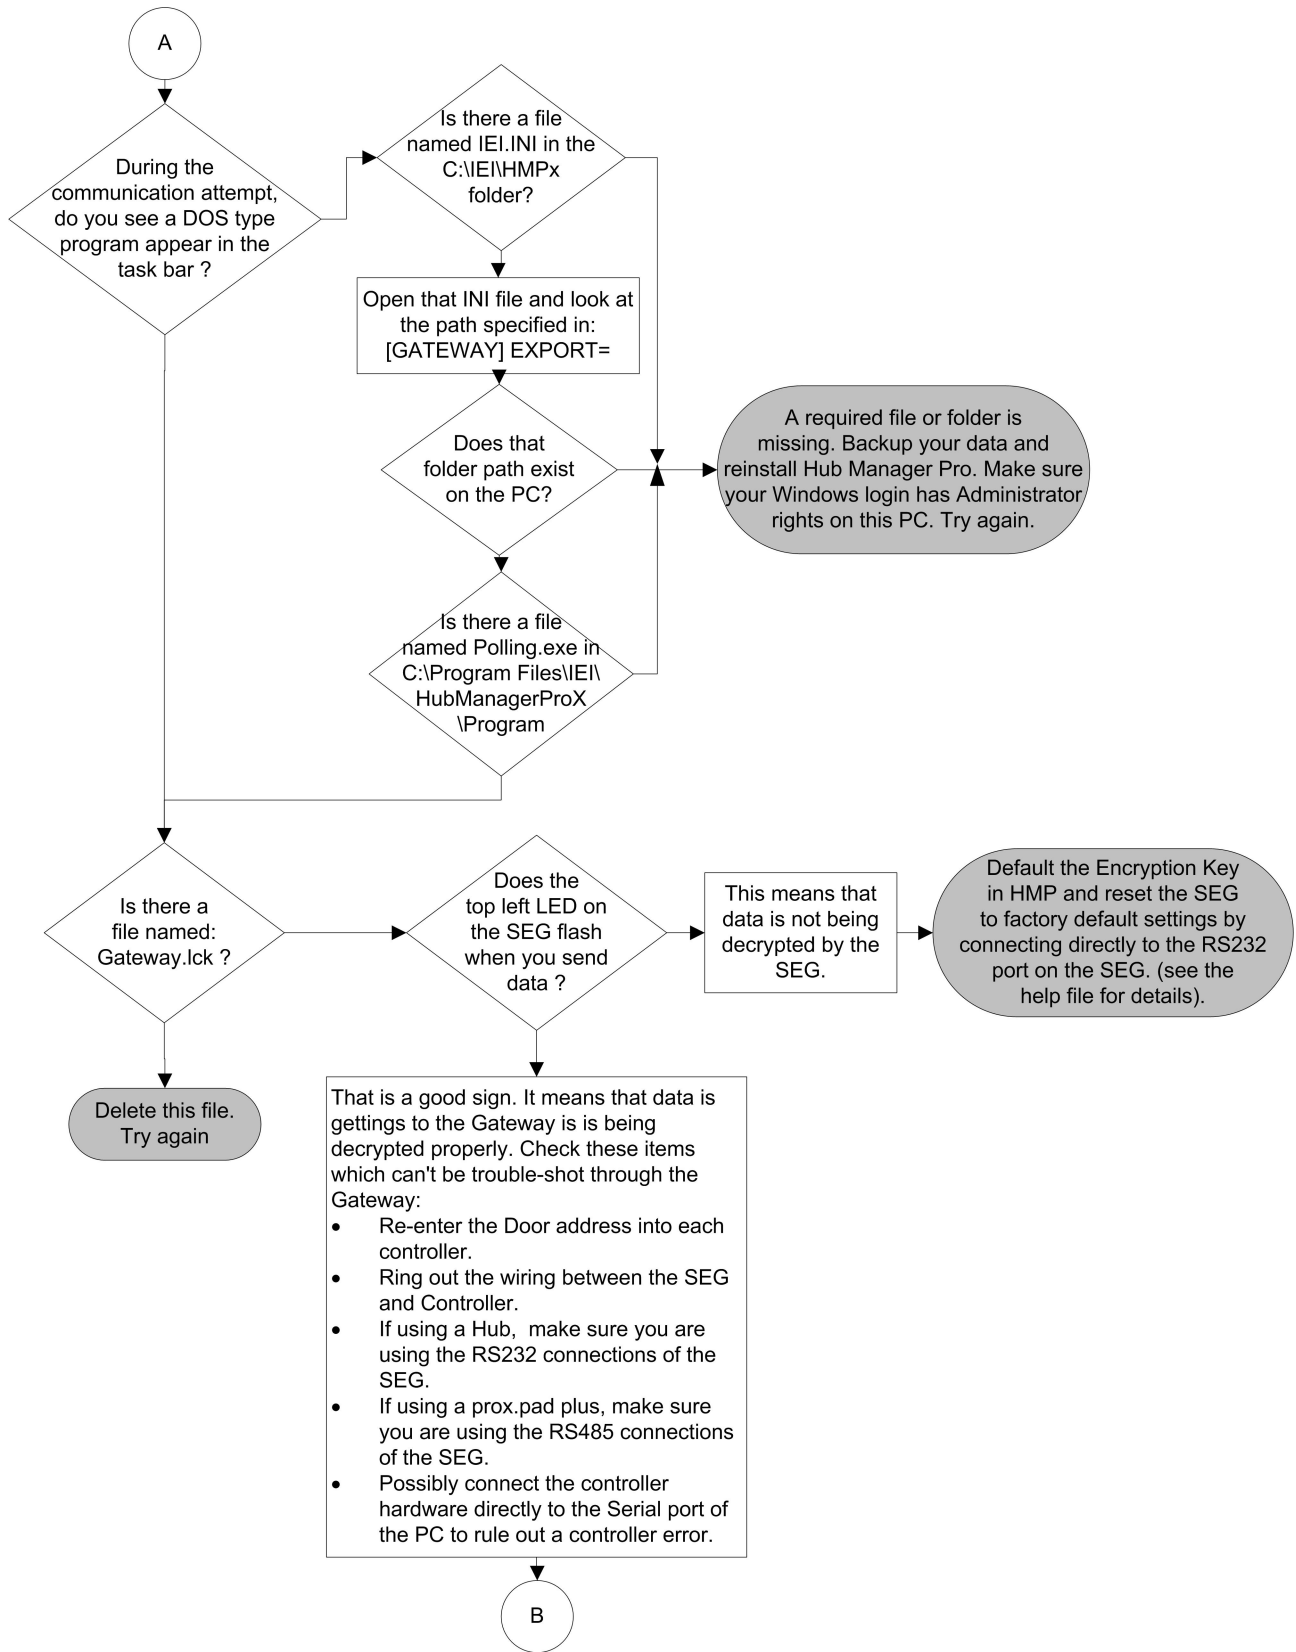 A
During the
communication attempt,
do you see a DOS type
program appear in the
task bar ?
Is there a file
named IEI.INI in the
C:\IEI\HMPx
folder?
Open that INI file and look at
the path specified in:
[GATEWAY] EXPORT=
Does that
folder path exist
on the PC?
A required file or folder is
missing. Backup your data and
reinstall Hub Manager Pro. Make sure
your Windows login has Administrator
rights on this PC. Try again.
Is there a file
named Polling.exe in
C:\Program Files\IEI\
HubManagerProX
\Program
Is there a
file named:
Gateway.lck ?
Does the
top left LED on
the SEG flash
when you send
data ?
This means that
data is not being
decrypted by the
SEG.
Default the Encryption Key
in HMP and reset the SEG
to factory default settings by
connecting directly to the RS232
port on the SEG. (see the
help file for details).
Delete this file.
Try again
That is a good sign. It means that data is
gettings to the Gateway is is being
decrypted properly. Check these items
which can't be trouble-shot through the
Gateway:
• Re-enter the Door address into each
controller.
• Ring out the wiring between the SEG
and Controller.
• If using a Hub, make sure you are
using the RS232 connections of the
SEG.
• If using a prox.pad plus, make sure
you are using the RS485 connections
of the SEG.
• Possibly connect the controller
hardware directly to the Serial port of
the PC to rule out a controller error.
B